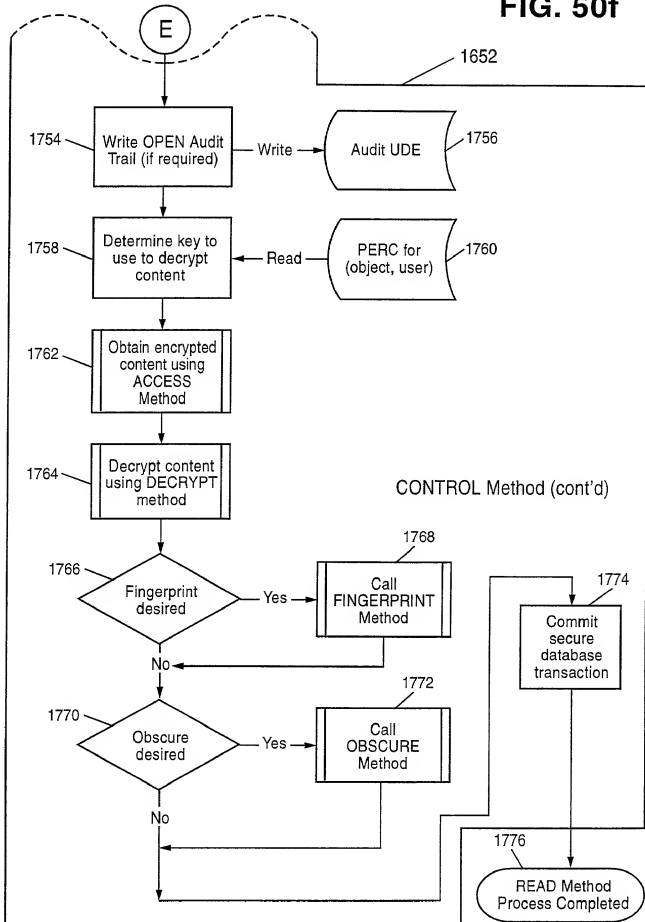 FIG. 50f
E
1652
1754
Write OPEN Audit
Trail (if required)
Write
Audit UDE
1756
1758
Determine key to
use to decrypt
content
Read
PERC for
(object, user)
1760
1762
Obtain encrypted
content using
ACCESS
Method
1764
Decrypt content
using DECRYPT
method
CONTROL Method (cont'd)
1766
Fingerprint
desired
Yes
1768
Call
FINGERPRINT
Method
1774
Commit
secure
database
transaction
No
1770
Obscure
desired
Yes
1772
Call
OBSCURE
Method
No
1776
READ Method
Process Completed